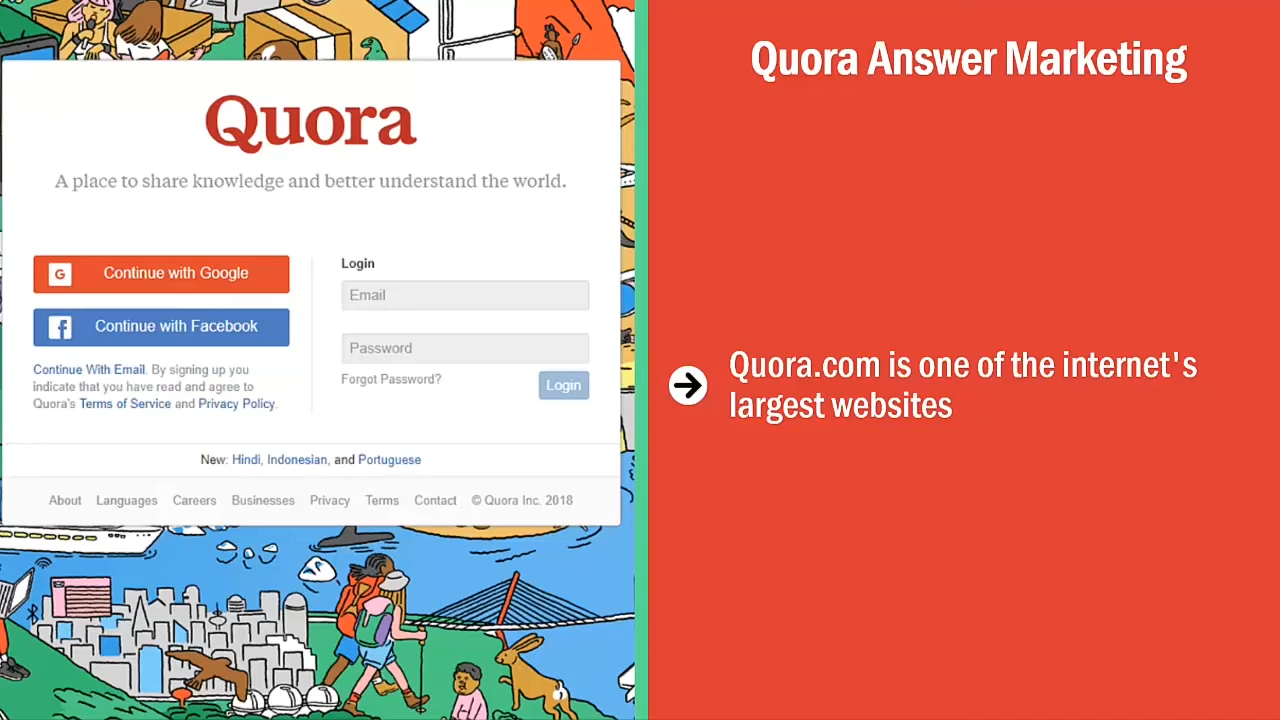 Quora
A place to share knowledge and better understand the world.
G Continue with Google
f Continue with Facebook
Continue With Email. By signing up you
indicate that you have read and agree to
Quora's Terms of Service and Privacy Policy.
Login
Email
Password
Forgot Password?
Login
New: Hindi, Indonesian, and Portuguese
About Languages Careers Businesses Privacy Terms Contact © Quora Inc. 2018
Quora Answer Marketing
Quora.com is one of the internet's
largest websites